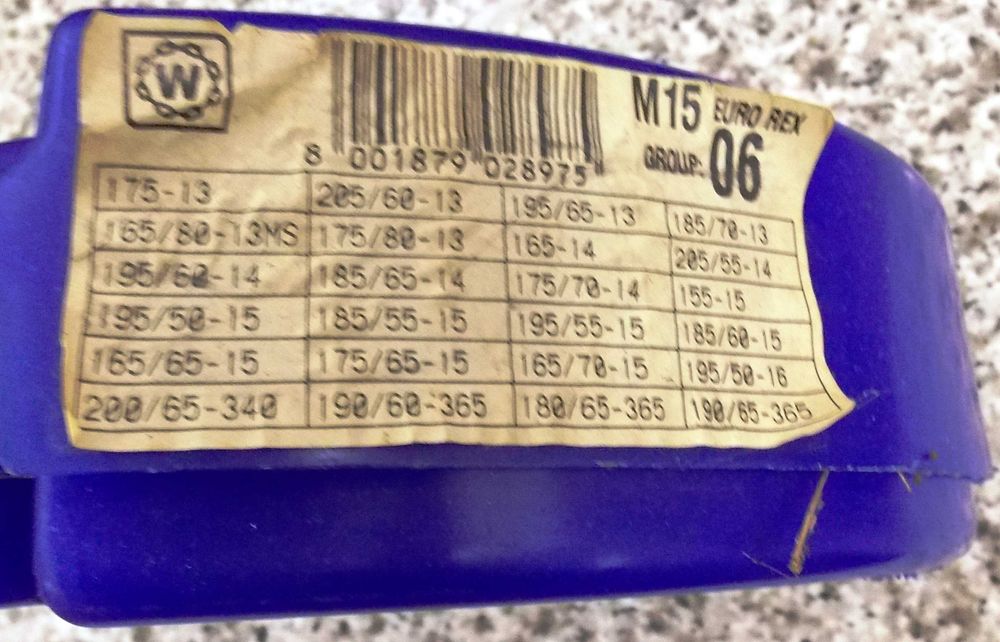 W
M15 EURO REX
GROUP: 06
8 001879 028975
175-13 205/60-13 195/65-13 185/70-13
165/80-13MS 175/80-13 165-14 205/55-14
195/60-14 185/65-14 175/70-14 155-15
195/50-15 185/55-15 195/55-15 185/60-15
165/65-15 175/65-15 165/70-15 195/50-16
200/65-340 190/60-365 180/65-365 190/65-365